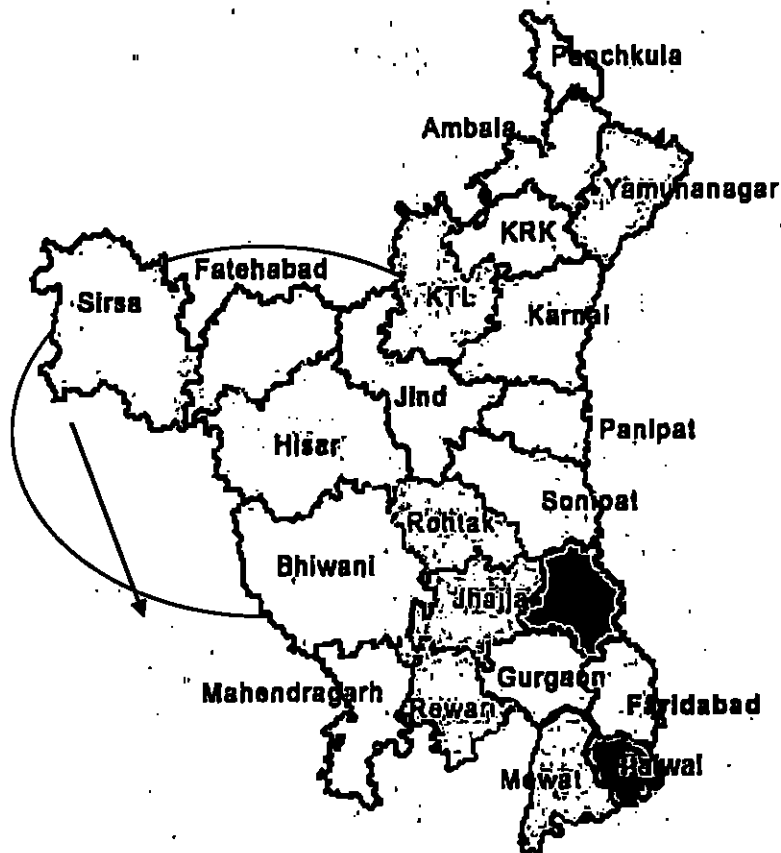 Panchkula
Ambala
Yamunanagar
KRK
Fatehabad
Sirsa
KTL
Karnal
Jind
Panipat
Hisar
Sonipat
Rohtak
Bhiwani
Jhajja
Gurgaon
Mahendragarh
Rewari
Faridabad
Palwal
Mewat